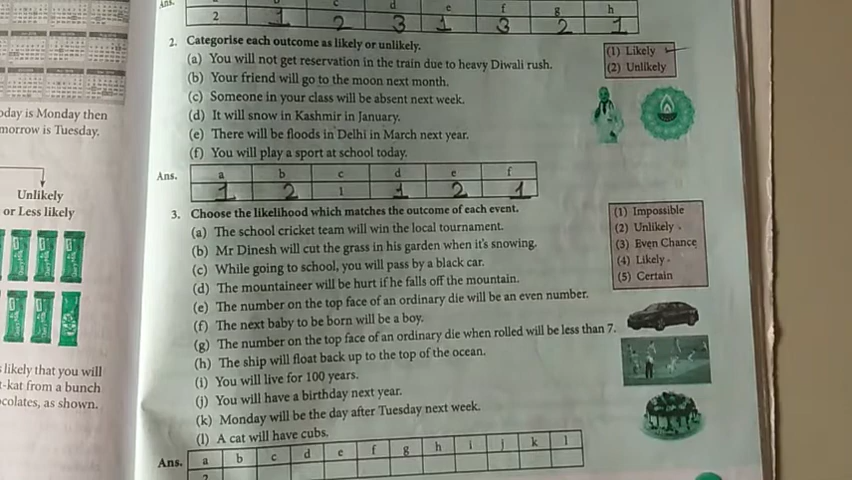 Ans.
d e f g h
2 1 2 3 1 3 2 1
2. Categorise each outcome as likely or unlikely.
(1) Likely
(2) Unlikely
(a) You will not get reservation in the train due to heavy Diwali rush.
(b) Your friend will go to the moon next month.
(c) Someone in your class will be absent next week.
(d) It will snow in Kashmir in January.
(e) There will be floods in Delhi in March next year.
(f) You will play a sport at school today.
Ans. a b c d e f
1 2 1 1 2 1
3. Choose the likelihood which matches the outcome of each event.
(1) Impossible
(2) Unlikely
(3) Even Chance
(4) Likely
(5) Certain
(a) The school cricket team will win the local tournament.
(b) Mr Dinesh will cut the grass in his garden when it's snowing.
(c) While going to school, you will pass by a black car.
(d) The mountaineer will be hurt if he falls off the mountain.
(e) The number on the top face of an ordinary die will be an even number.
(f) The next baby to be born will be a boy.
(g) The number on the top face of an ordinary die when rolled will be less than 7.
(h) The ship will float back up to the top of the ocean.
(i) You will live for 100 years.
(j) You will have a birthday next year.
(k) Monday will be the day after Tuesday next week.
(l) A cat will have cubs.
Ans. a b c d e f g h i j k l
day is Monday then
morrow is Tuesday.
Unlikely
or Less likely
likely that you will
t-kat from a bunch
colates, as shown.